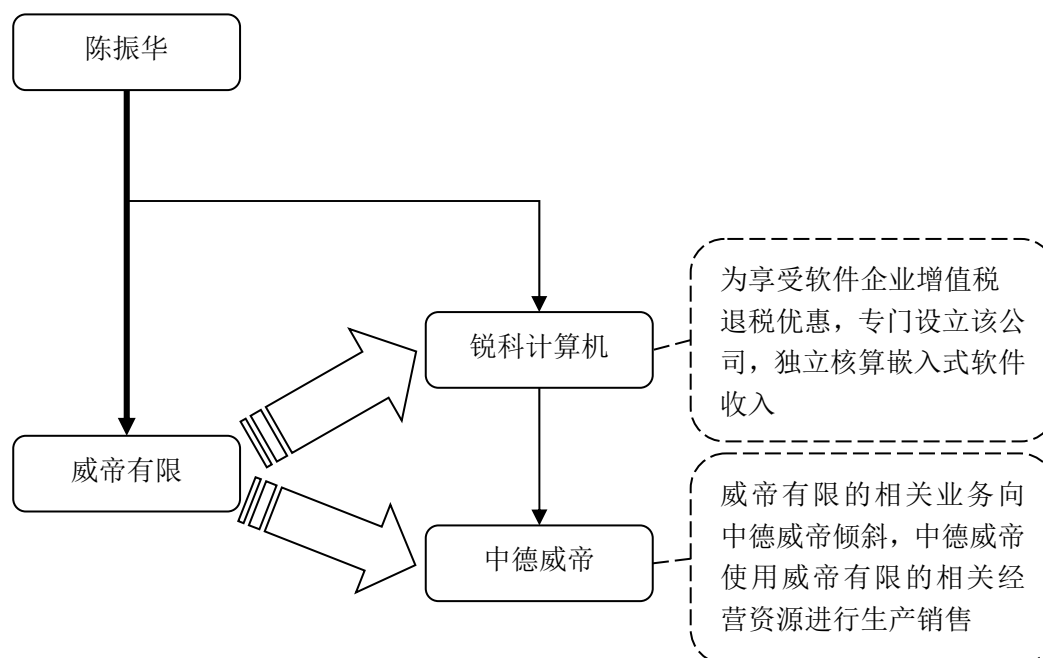 陈振华
为享受软件企业增值税
退税优惠，专门设立该公
司，独立核算嵌入式软件
收入
锐科计算机
威帝有限
威帝有限的相关业务向
中德威帝倾斜，中德威帝
使用威帝有限的相关经
营资源进行生产销售
中德威帝